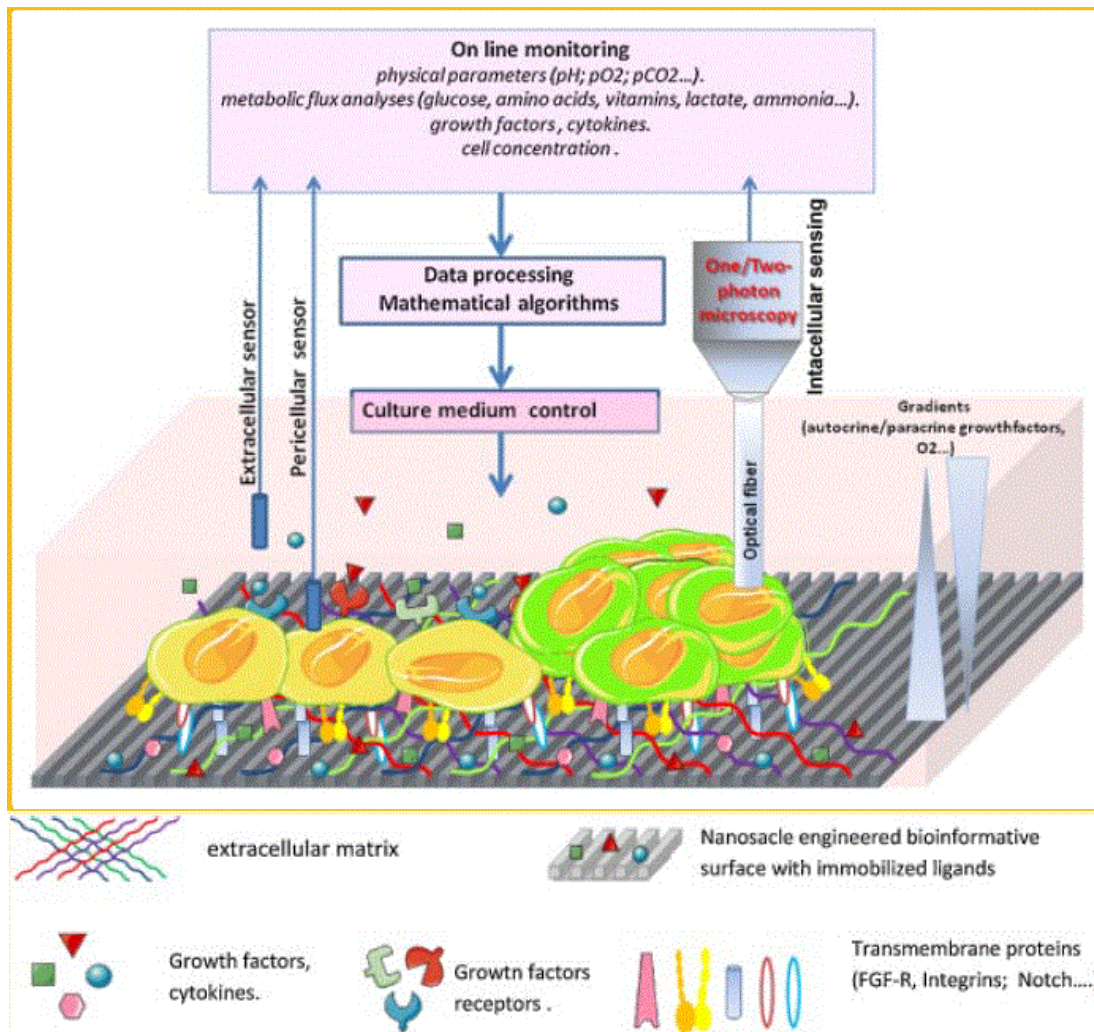 On line monitoring
physical parameters (pH; pO2; pCO2...).
metabolic flux analyses (glucose, amino acids, vitamins, lactate, ammonia...).
growth factors , cytokines.
cell concentration .
Data processing
Mathematical algorithms
Culture medium control
Extracellular sensor
Pericellular sensor
One/Two-
photon
microscopy
Intacellular sensing
Optical fiber
Gradients
(autocrine/paracrine growthfactors,
O2...)
extracellular matrix
Nanosacle engineered bioinformative
surface with immobilized ligands
Growth factors,
cytokines.
Growtn factors
receptors .
Transmembrane proteins
(FGF-R, Integrins; Notch....)